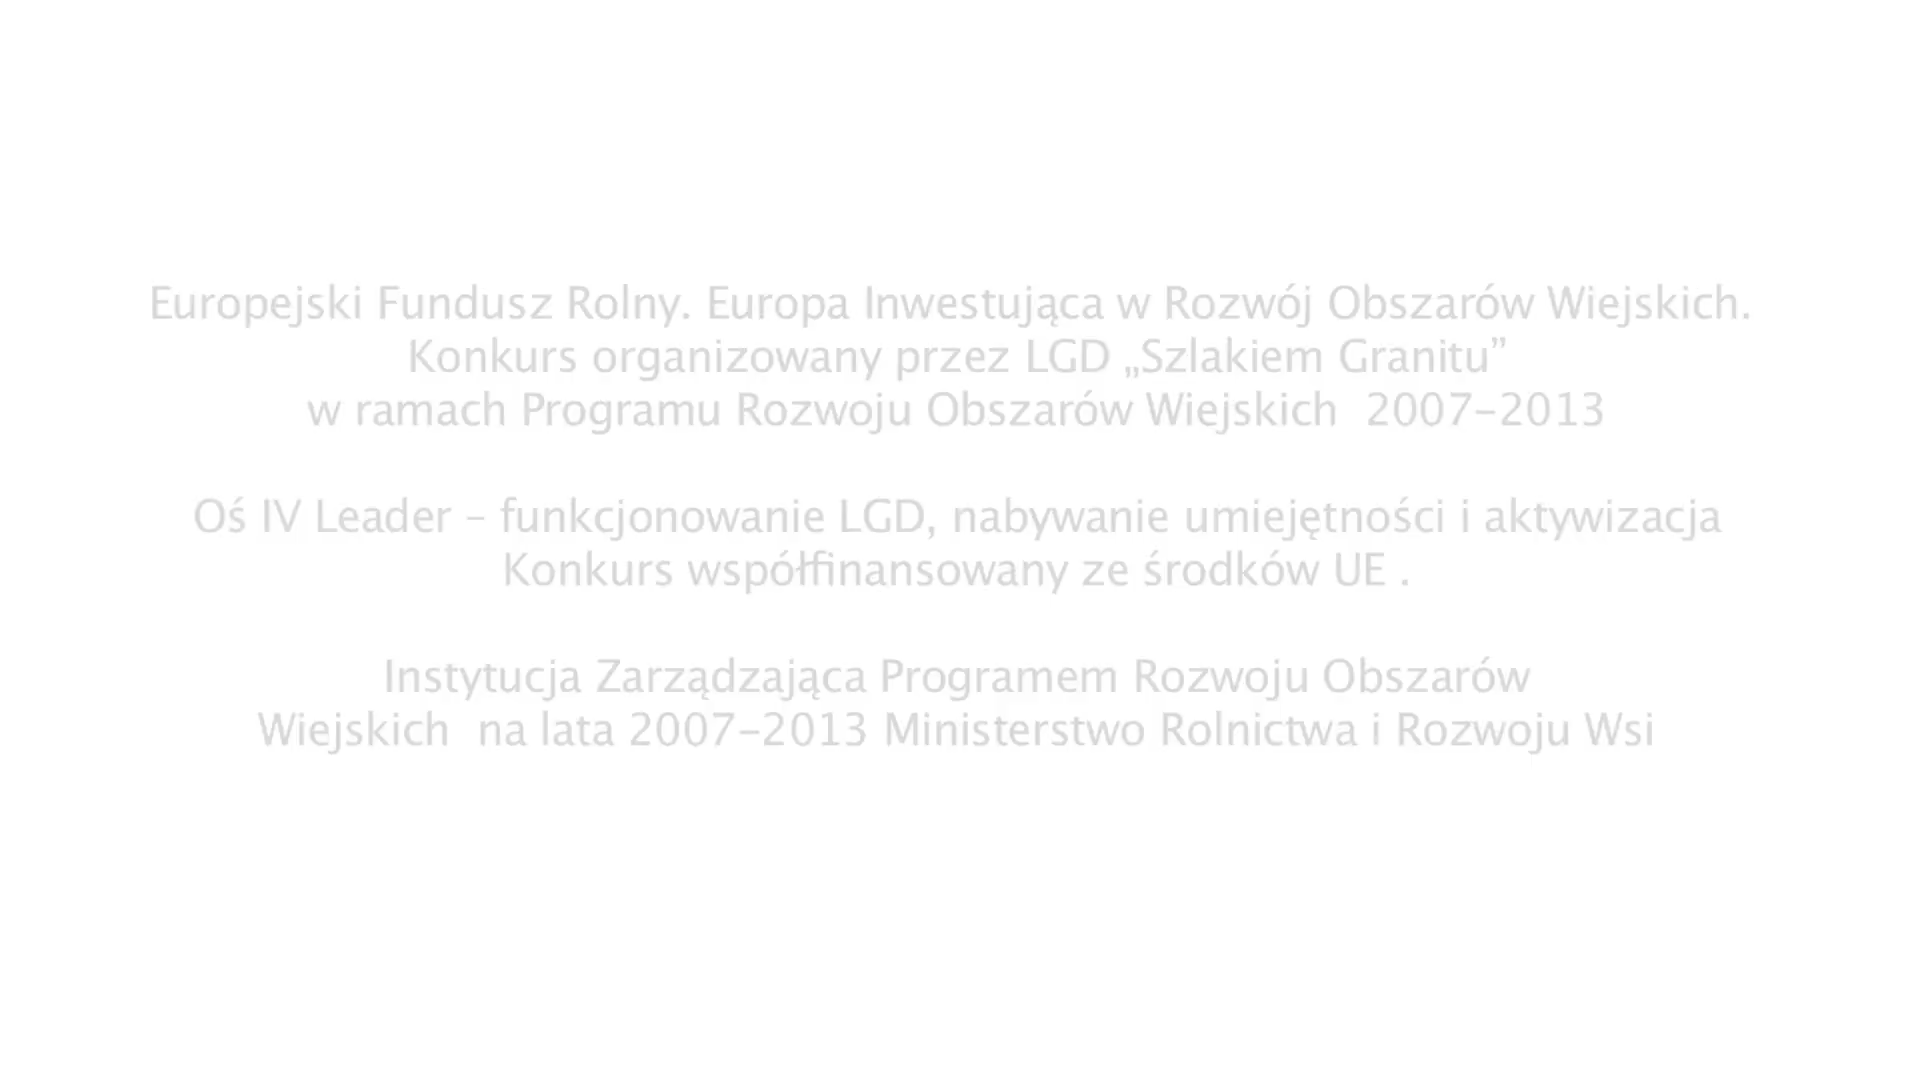 Europejski Fundusz Rolny. Europa Inwestująca w Rozwój Obszarów Wiejskich.
Konkurs organizowany przez LGD „Szlakiem Granitu”
w ramach Programu Rozwoju Obszarów Wiejskich  2007–2013
Oś IV Leader – funkcjonowanie LGD, nabywanie umiejętności i aktywizacja
Konkurs współfinansowany ze środków UE .
Instytucja Zarządzająca Programem Rozwoju Obszarów
Wiejskich  na lata 2007–2013 Ministerstwo Rolnictwa i Rozwoju Wsi